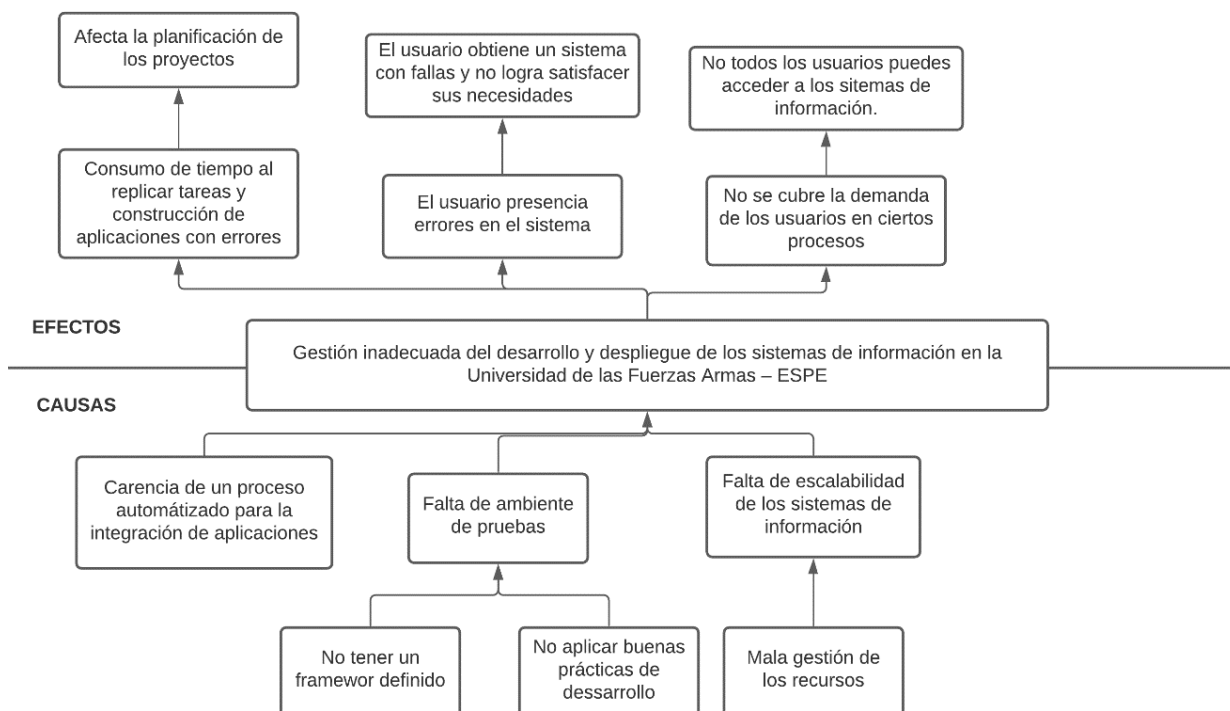 Afecta la planificación de
los proyectos
El usuario obtiene un sistema
con fallas y no logra satisfacer
sus necesidades
No todos los usuarios puedes
acceder a los sitemas de
información.
Consumo de tiempo al
replicar tareas y
construcción de
aplicaciones con errores
El usuario presencia
errores en el sistema
No se cubre la demanda
de los usuarios en ciertos
procesos
EFECTOS
Gestión inadecuada del desarrollo y despliegue de los sistemas de información en la
Universidad de las Fuerzas Armas – ESPE
CAUSAS
Carencia de un proceso
automátizado para la
integración de aplicaciones
Falta de ambiente
de pruebas
Falta de escalabilidad
de los sistemas de
información
No tener un
framewor definido
No aplicar buenas
prácticas de
dessarrollo
Mala gestión de
los recursos